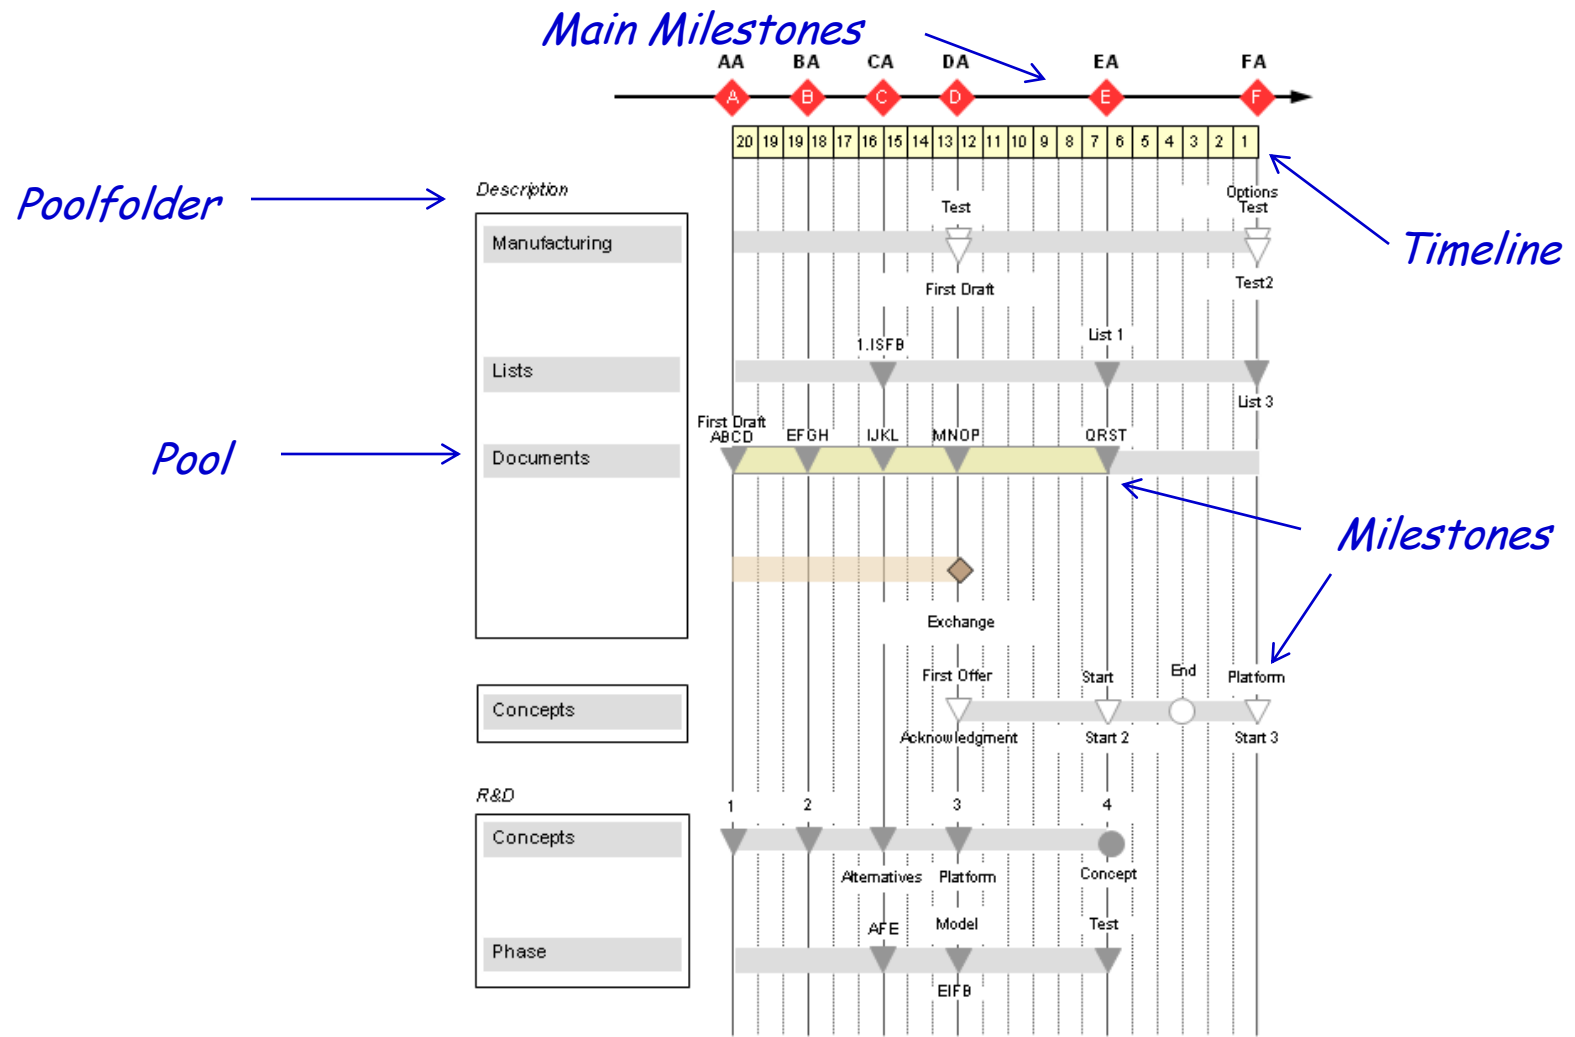 Main Milestones
AA BA CA DA EA FA
A B C D E F
20 19 19 18 17 16 15 14 13 12 11 10 9 8 7 6 5 4 3 2 1
Poolfolder
Description
Test
Options
Test
Timeline
Manufacturing
First Draft
Test2
1.ISFB
List 1
Lists
List 3
First Draft
ABCD EFGH IJKL MNOP QRST
Pool
Documents
Milestones
Exchange
First Offer Start End Platform
Concepts
Acknowledgment Start 2 Start 3
R&D
1 2 3 4
Concepts
Alternatives Platform Concept
AFE Model Test
Phase
EIFB